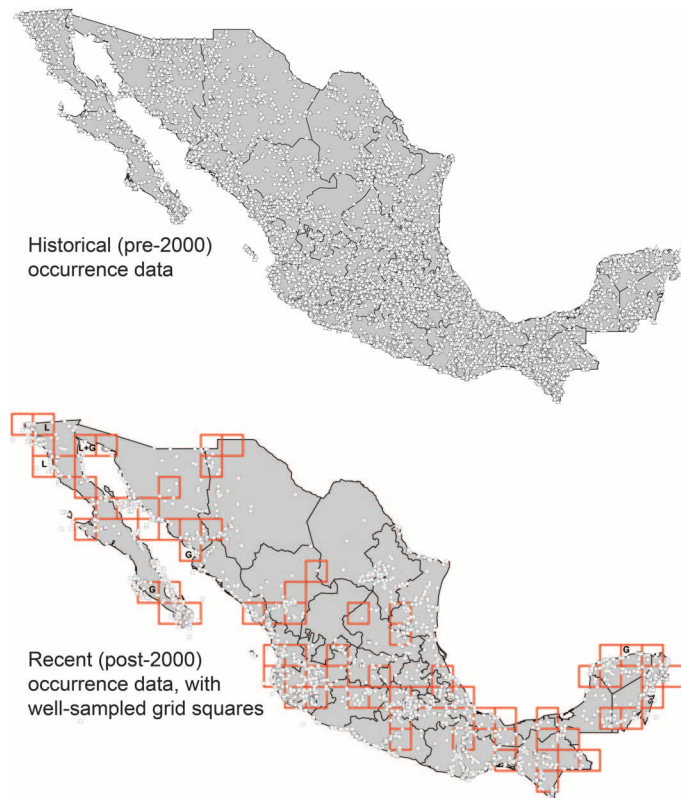 Historical (pre-2000)
occurrence data
L
L+G
L
G
G
G
Recent (post-2000)
occurrence data, with
well-sampled grid squares